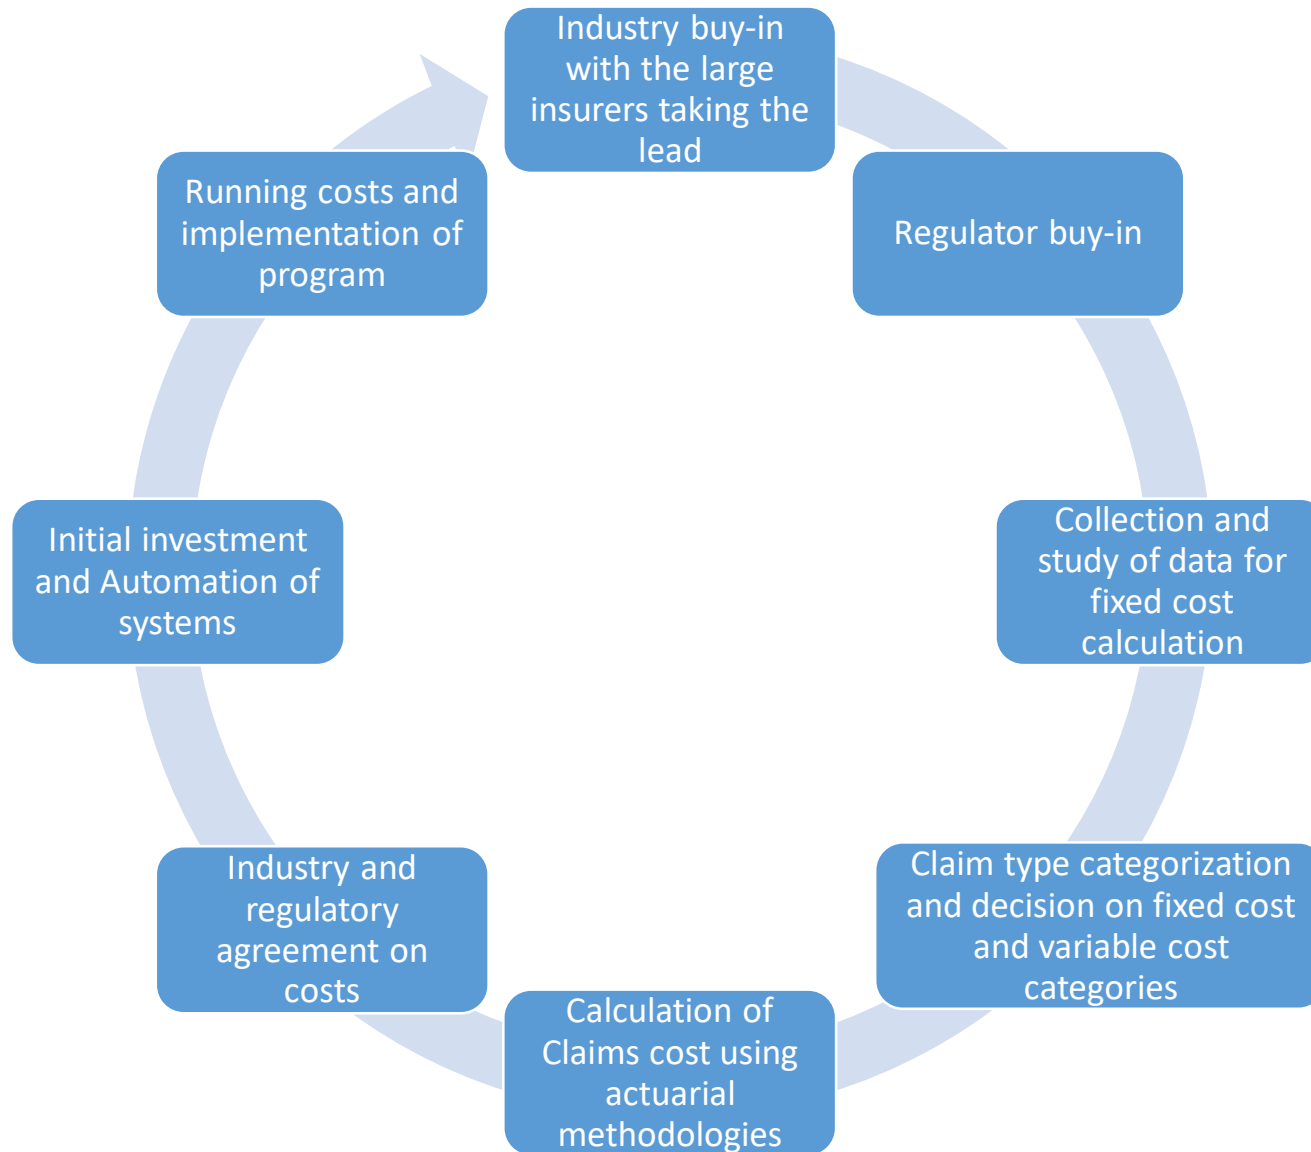 Industry buy-in
with the large
insurers taking the
lead
Regulator buy-in
Collection and
study of data for
fixed cost
calculation
Claim type categorization
and decision on fixed cost
and variable cost
categories
Calculation of
Claims cost using
actuarial
methodologies
Industry and
regulatory
agreement on
costs
Initial investment
and Automation of
systems
Running costs and
implementation of
program